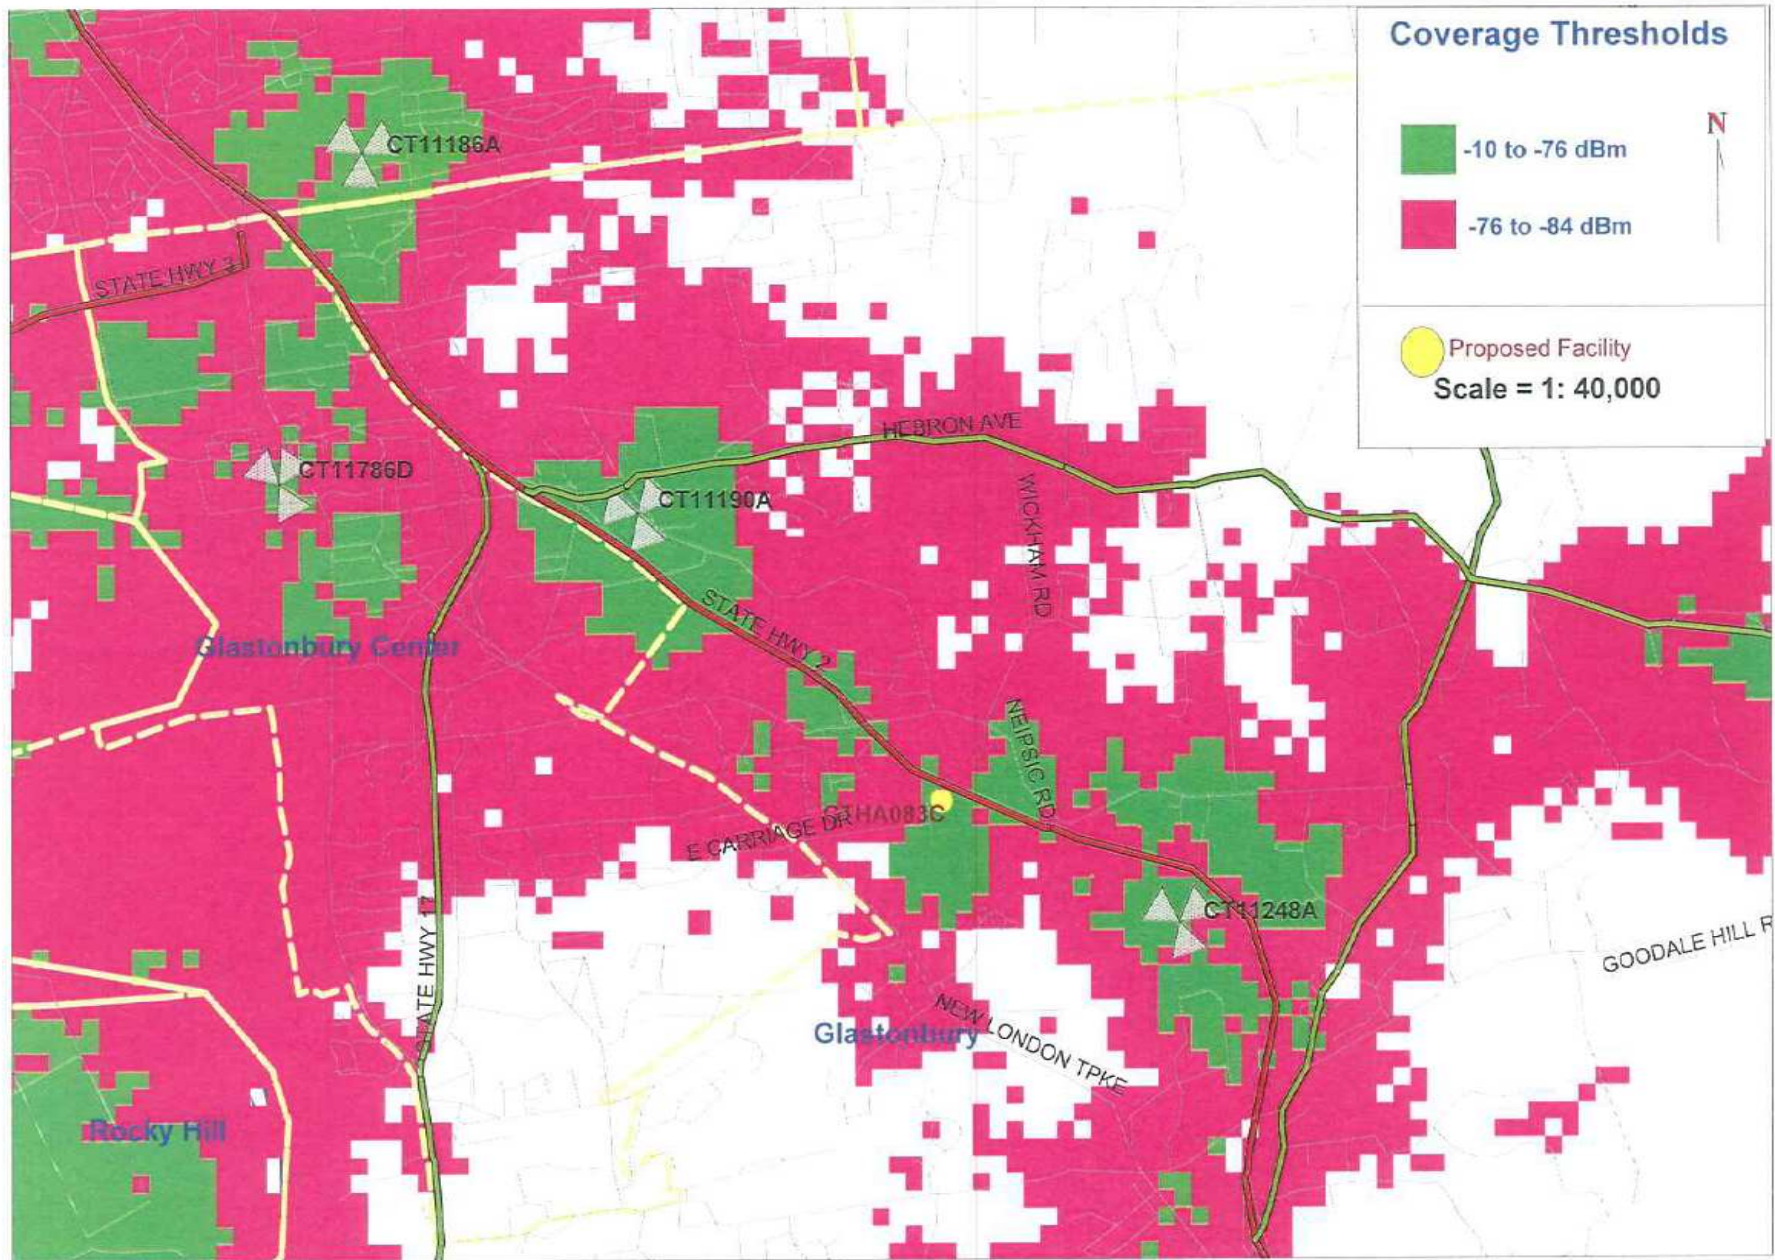 Coverage Thresholds
-10 to -76 dBm
N
-76 to -84 dBm
Proposed Facility
Scale = 1: 40,000
CT11186A
STATE HWY 3
HEBRON AVE
CT11786D
CT11190A
WICKHAM RD
STATE HWY 2
Glastonbury Center
NEIPSIC RD
CTHA083C
E CARRIAGE DR
CT11248A
STATE HWY 17
GOODALE HILL R
NEW LONDON TPKE
Glastonbury
Rocky Hill